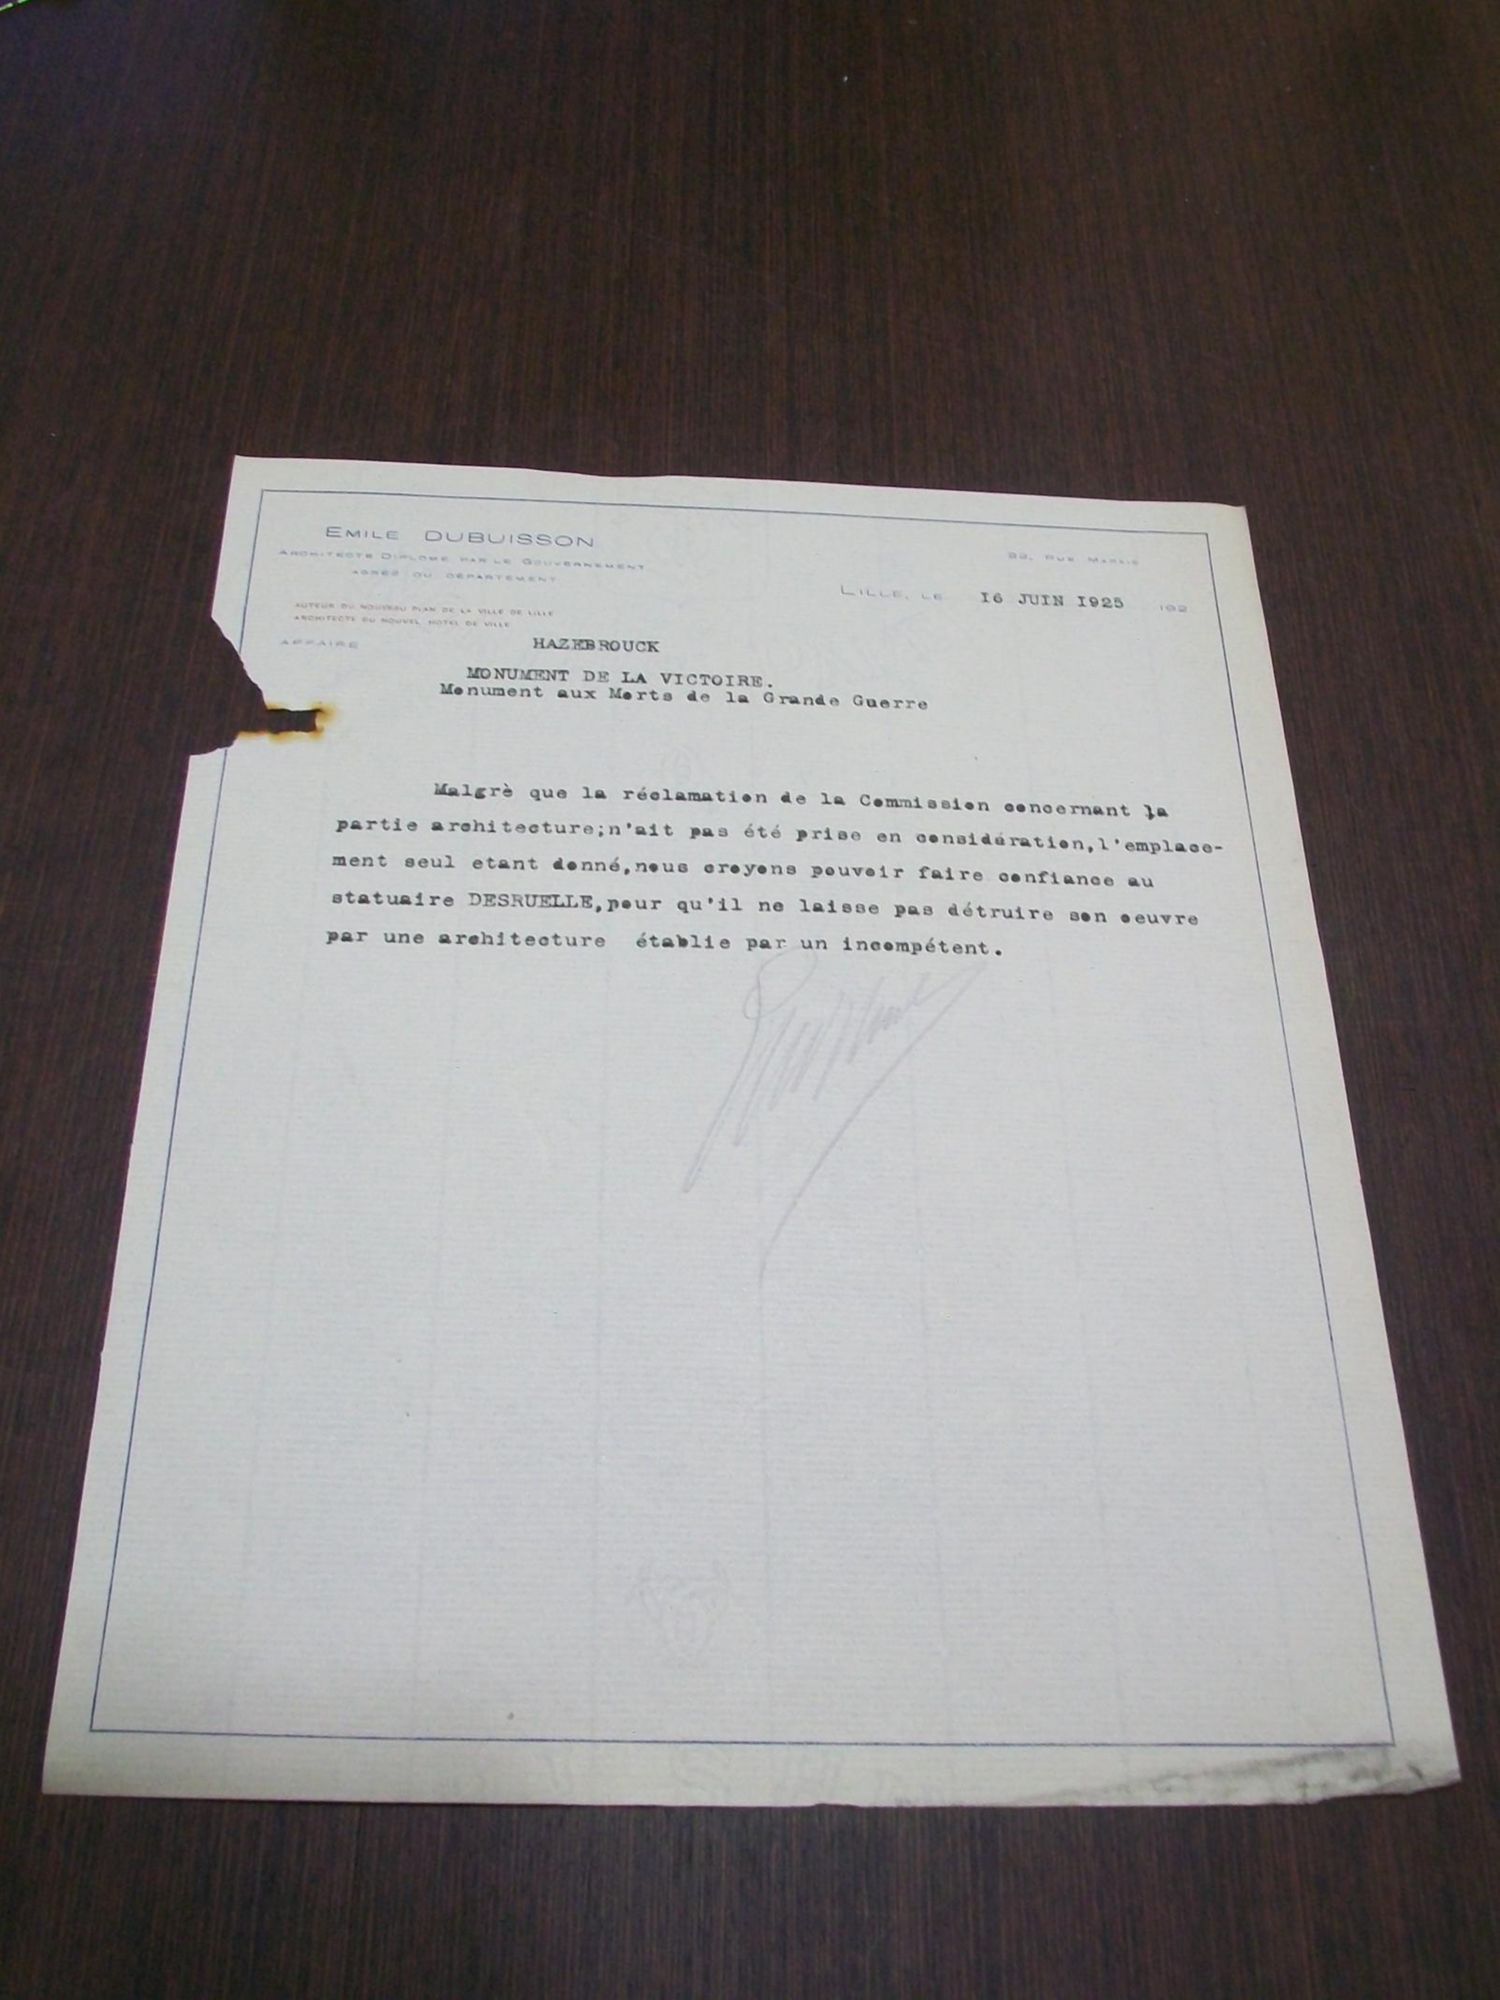 EMILE DUBUISSON
ARCHITECTE DIPLOMÉ PAR LE GOUVERNEMENT
AGRÉÉ DU DÉPARTEMENT
RUE
LILLE, LE 16 JUIN 1925 192
AUTEUR DU NOUVEAU PLAN DE LA VILLE DE LILLE
ARCHITECTE DU NOUVEL HOTEL DE VILLE
AFFAIRE HAZEBROUCK
MONUMENT DE LA VICTOIRE.
Monument aux Morts de la Grande Guerre
Malgrè que la réclamation de la Commission concernant la
partie architecture;n'ait pas été prise en considération,l'emplace-
ment seul etant donné,nous croyons pouvoir faire confiance au
statuaire DESRUELLE,pour qu'il ne laisse pas détruire son oeuvre
par une architecture établie par un incompétent.